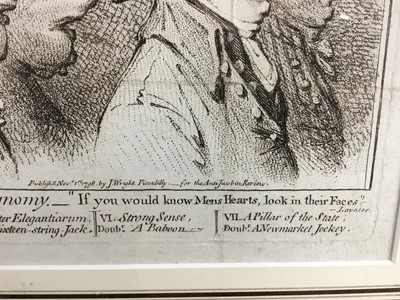 Publish'd Nov.r 1st 1798, by J. Wright. Piccadilly — for the Anti Jacobin Review.
nomy. — "If you would know Mens Hearts, look in their Faces"
Lavater.
ter Elegantiarum.
ixteen-string Jack.
VI. Strong Sense,
Doub.e A Baboon
VII. A Pillar of the State.
Doub.e A Newmarket Jockey.